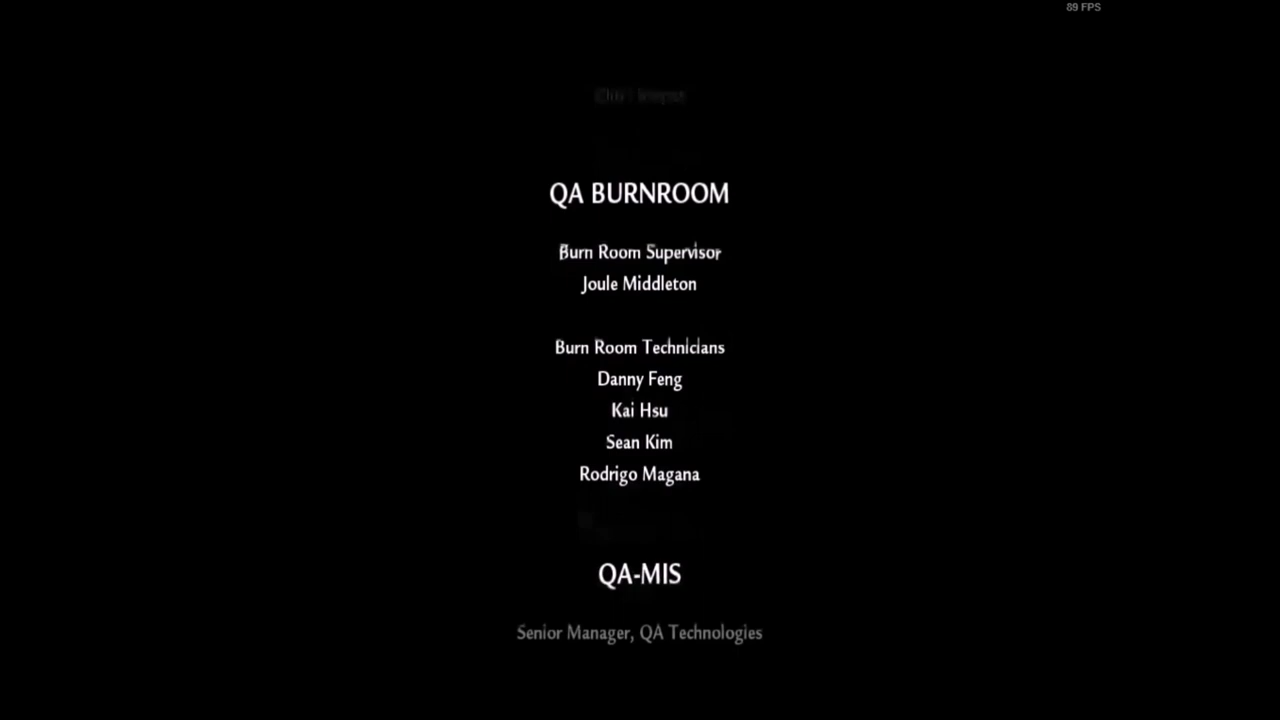 89 FPS
QA BURNROOM
Burn Room Supervisor
Joule Middleton
Burn Room Technicians
Danny Feng
Kai Hsu
Sean Kim
Rodrigo Magana
QA-MIS
Senior Manager, QA Technologies